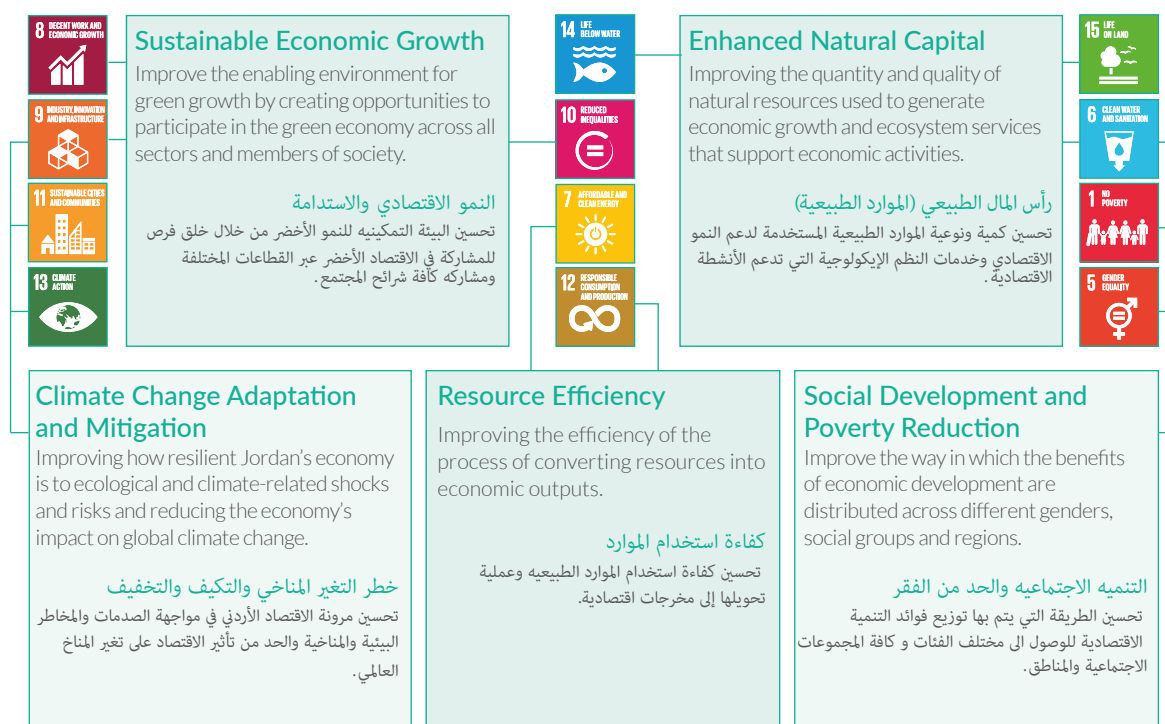 8 DECENT WORK AND
ECONOMIC GROWTH
9 INDUSTRY, INNOVATION
AND INFRASTRUCTURE
11 SUSTAINABLE CITIES
AND COMMUNITIES
13 CLIMATE
ACTION
Sustainable Economic Growth
Improve the enabling environment for
green growth by creating opportunities to
participate in the green economy across all
sectors and members of society.
النمو الاقتصادي والاستدامة
تحسين البيئة التمكينيه للنمو الأخضر من خلال خلق فرص
للمشاركة في الاقتصاد الأخضر عبر القطاعات المختلفة
ومشاركه كافة شرائح المجتمع.
14 LIFE
BELOW WATER
10 REDUCED
INEQUALITIES
7 AFFORDABLE AND
CLEAN ENERGY
12 RESPONSIBLE
CONSUMPTION
AND PRODUCTION
Enhanced Natural Capital
Improving the quantity and quality of
natural resources used to generate
economic growth and ecosystem services
that support economic activities.
رأس المال الطبيعي (الموارد الطبيعية)
تحسين كمية ونوعية الموارد الطبيعية المستخدمة لدعم النمو
الاقتصادي وخدمات النظم الإيكولوجية التي تدعم الأنشطة
الاقتصادية.
15 LIFE
ON LAND
6 CLEAN WATER
AND SANITATION
1 NO
POVERTY
5 GENDER
EQUALITY
Climate Change Adaptation
and Mitigation
Improving how resilient Jordan's economy
is to ecological and climate-related shocks
and risks and reducing the economy's
impact on global climate change.
خطر التغير المناخي والتكيف والتخفيف
تحسين مرونة الاقتصاد الأردني في مواجهة الصدمات والمخاطر
البيئية والمناخية والحد من تأثير الاقتصاد على تغير المناخ
العالمي.
Resource Efficiency
Improving the efficiency of the
process of converting resources into
economic outputs.
كفاءة استخدام الموارد
تحسين كفاءة استخدام الموارد الطبيعيه وعملية
تحويلها إلى مخرجات اقتصادية.
Social Development and
Poverty Reduction
Improve the way in which the benefits
of economic development are
distributed across different genders,
social groups and regions.
التنميه الاجتماعيه والحد من الفقر
تحسين الطريقة التي يتم بها توزيع فوائد التنمية
الاقتصادية للوصول الى مختلف الفئات و كافة المجموعات
الاجتماعية والمناطق.